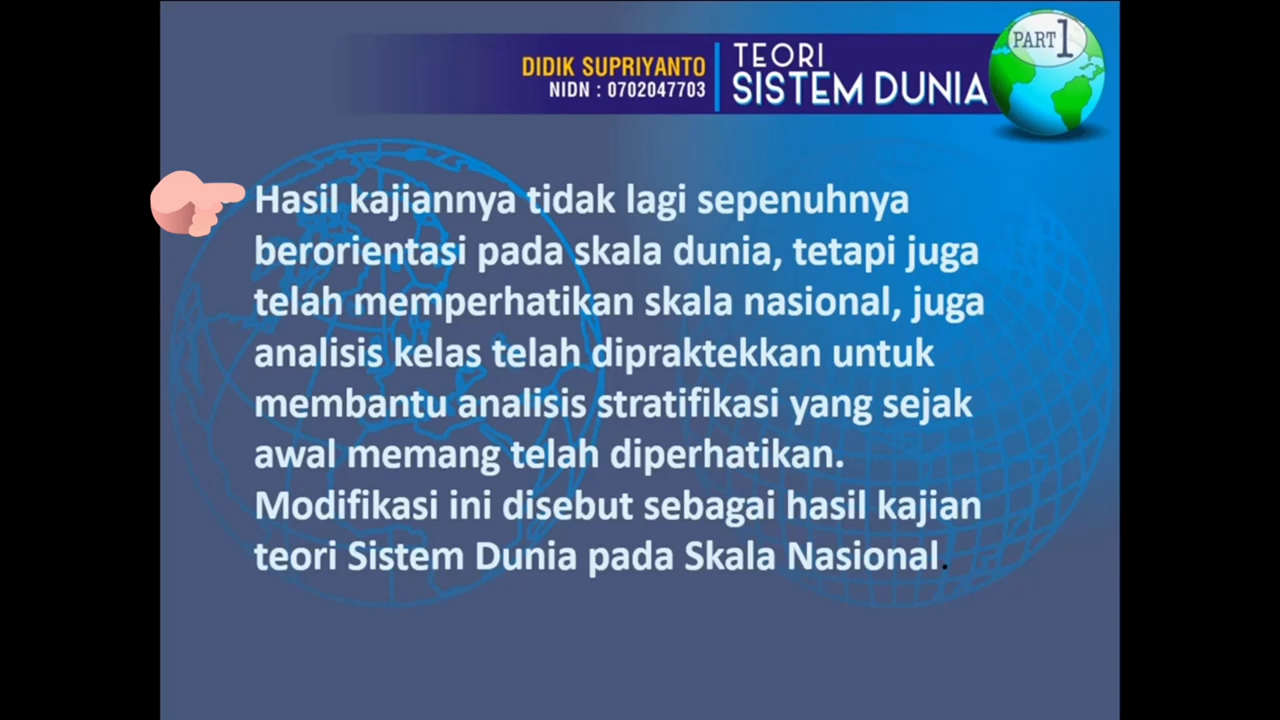 DIDIK SUPRIYANTO
NIDN : 0702047703
TEORI
SISTEM DUNIA
PART 1
Hasil kajiannya tidak lagi sepenuhnya
berorientasi pada skala dunia, tetapi juga
telah memperhatikan skala nasional, juga
analisis kelas telah dipraktekkan untuk
membantu analisis stratifikasi yang sejak
awal memang telah diperhatikan.
Modifikasi ini disebut sebagai hasil kajian
teori Sistem Dunia pada Skala Nasional.